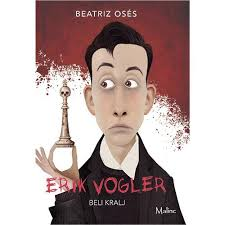 BEATRIZ OSÉS
ERIK VOGLER
BELI KRALJ
Malinc